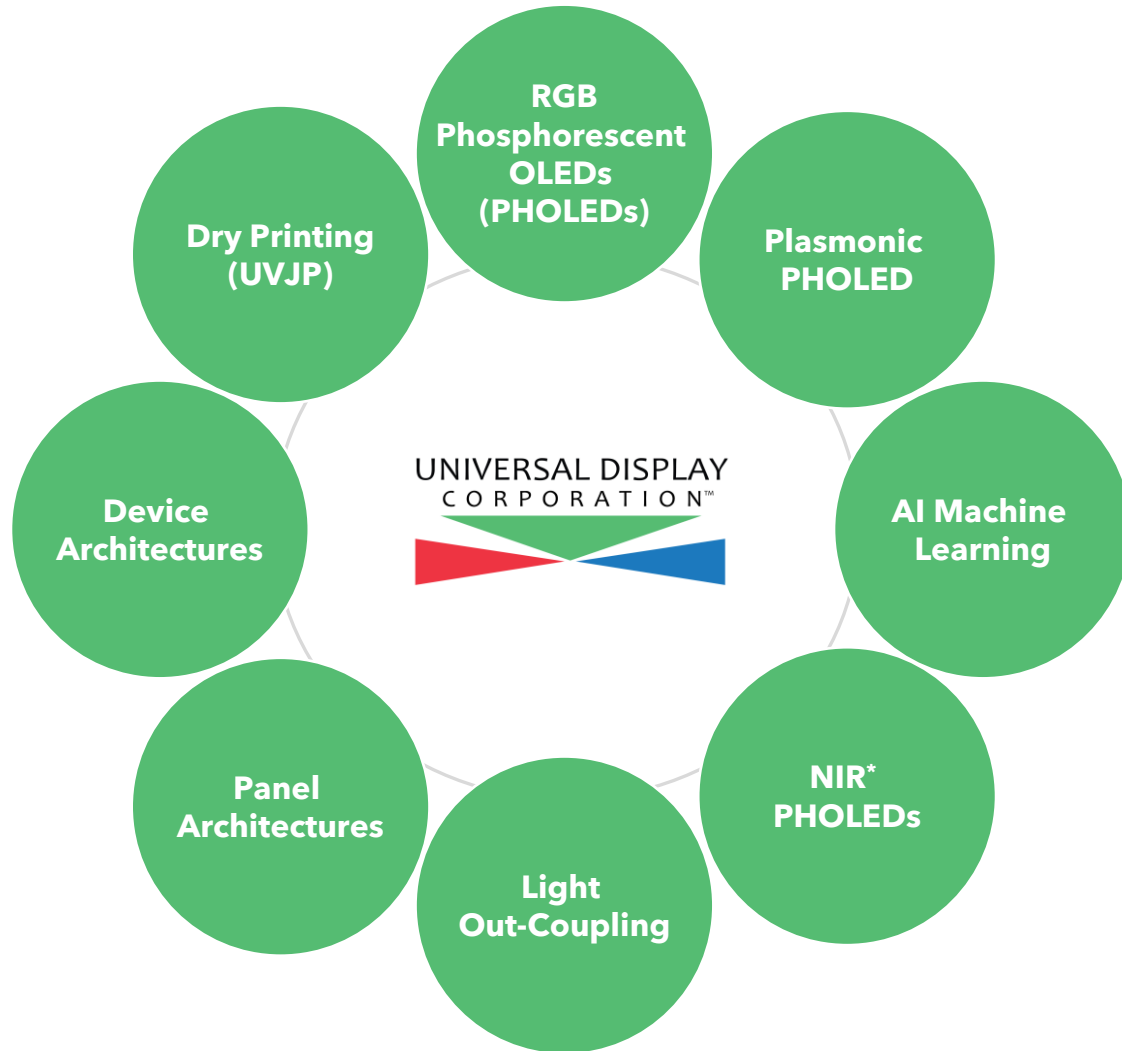 RGB
Phosphorescent
OLEDs
(PHOLEDs)
Plasmonic
PHOLED
AI Machine
Learning
NIR*
PHOLEDs
Light
Out-Coupling
Panel
Architectures
Device
Architectures
Dry Printing
(UVJP)
UNIVERSAL DISPLAY
CORPORATION™